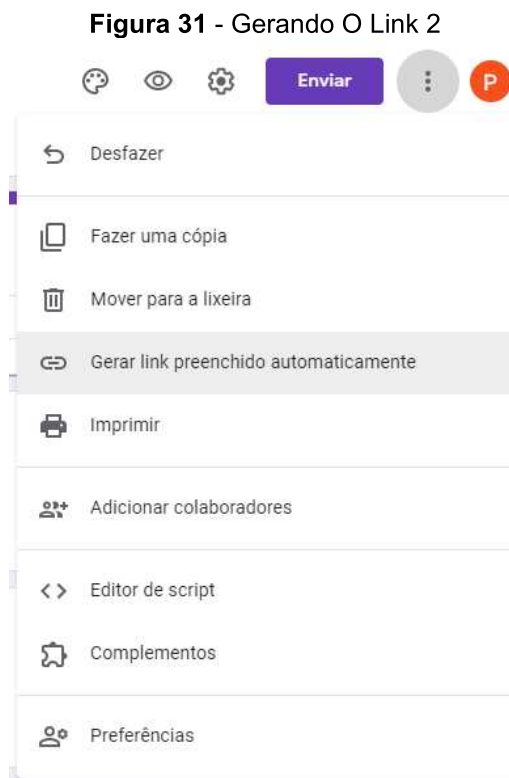 Figura 31 - Gerando O Link 2
Enviar
P
Desfazer
Fazer uma cópia
Mover para a lixeira
Gerar link preenchido automaticamente
Imprimir
Adicionar colaboradores
Editor de script
Complementos
Preferências